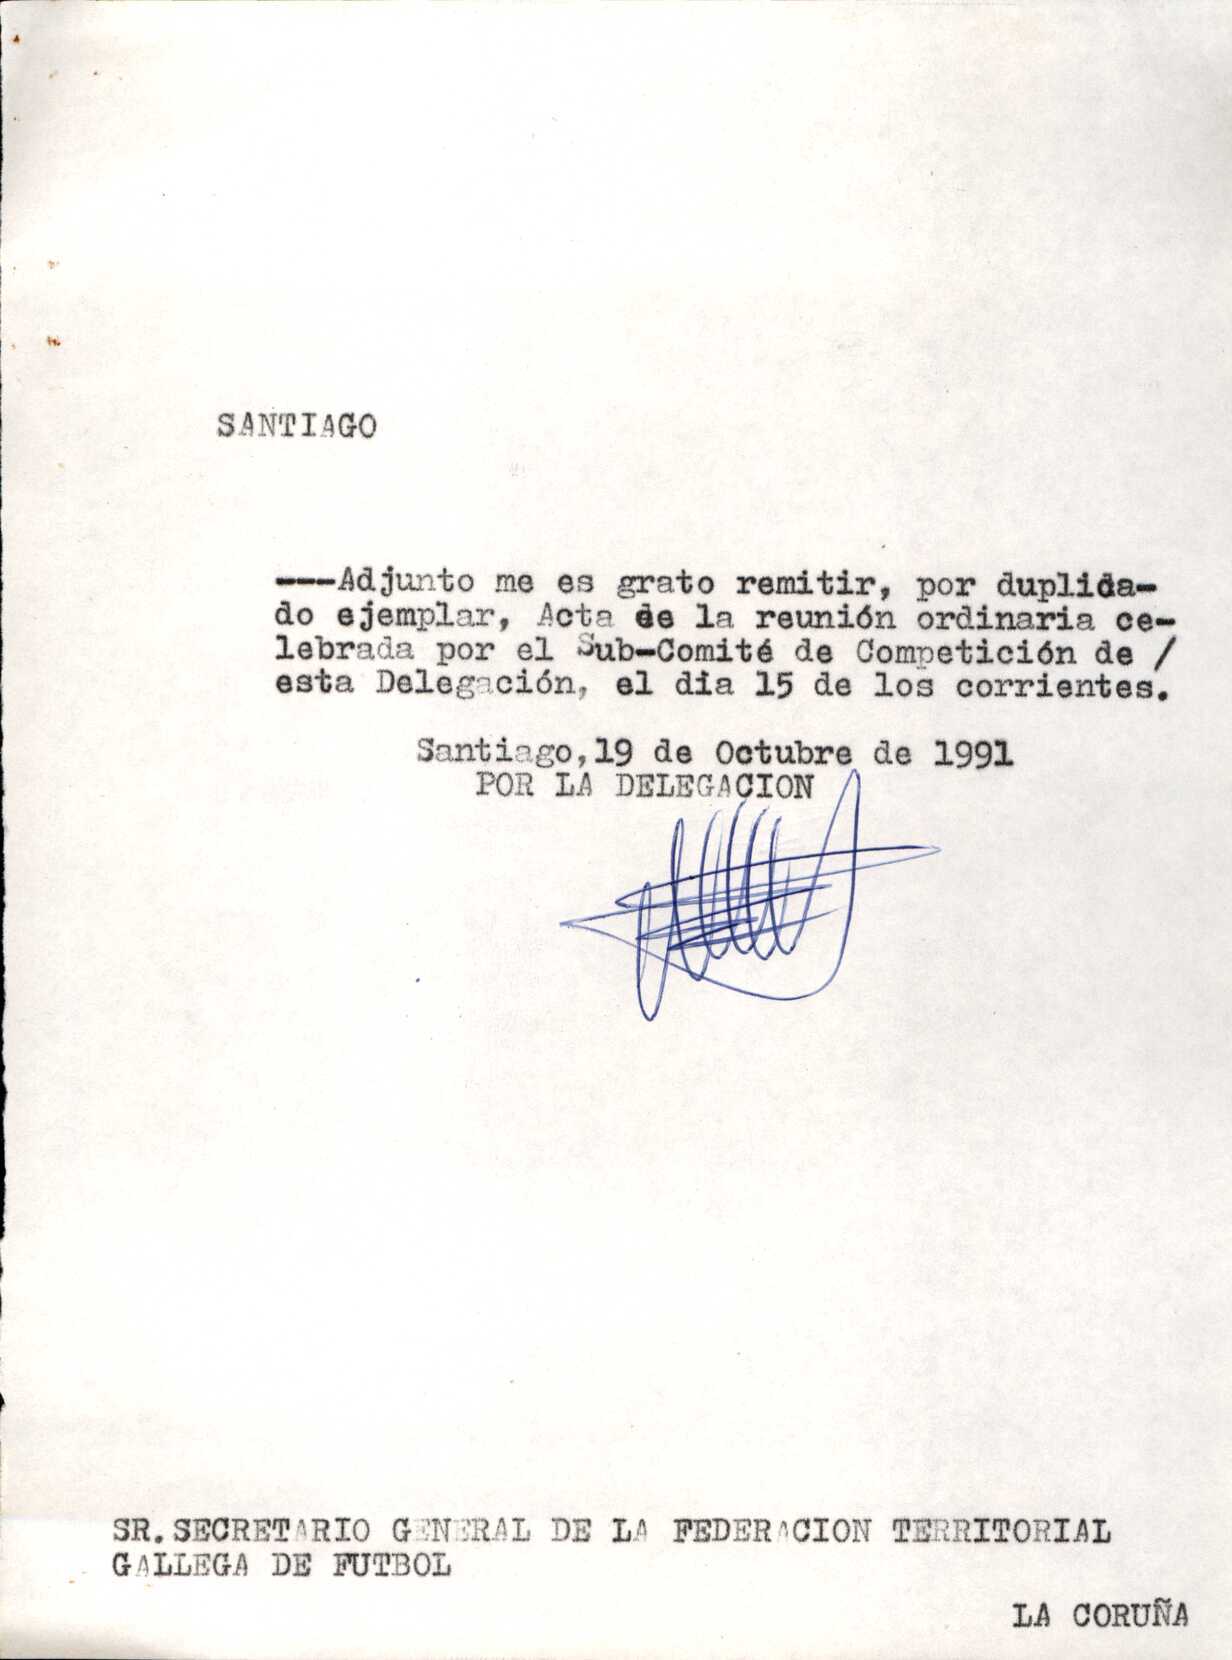 SANTIAGO
---Adjunto me es grato remitir, por duplida-
do ejemplar, Acta de la reunión ordinaria ce-
lebrada por el Sub-Comité de Competición de /
esta Delegación, el dia 15 de los corrientes.
Santiago,19 de Octubre de 1991
POR LA DELEGACION
SR.SECRETARIO GENERAL DE LA FEDERACION TERRITORIAL
GALLEGA DE FUTBOL
LA CORUÑA